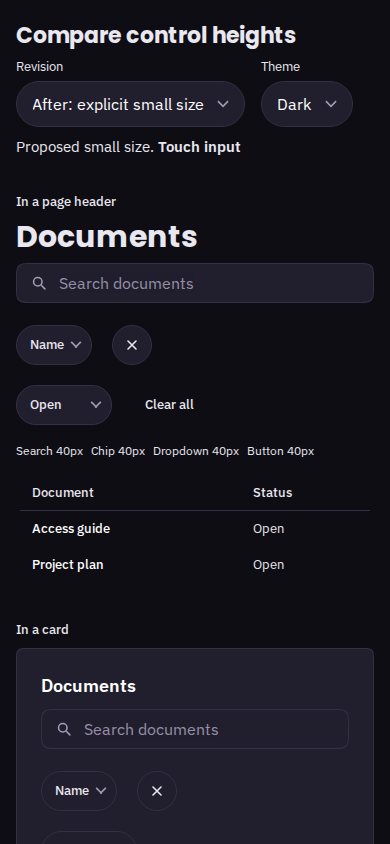 Compare control heights
Revision Theme
After: explicit small size Dark
Proposed small size. Touch input
In a page header
Documents
Search documents
Name
Open Clear all
Search 40px Chip 40px Dropdown 40px Button 40px
Document Status
Access guide Open
Project plan Open
In a card
Documents
Search documents
Name